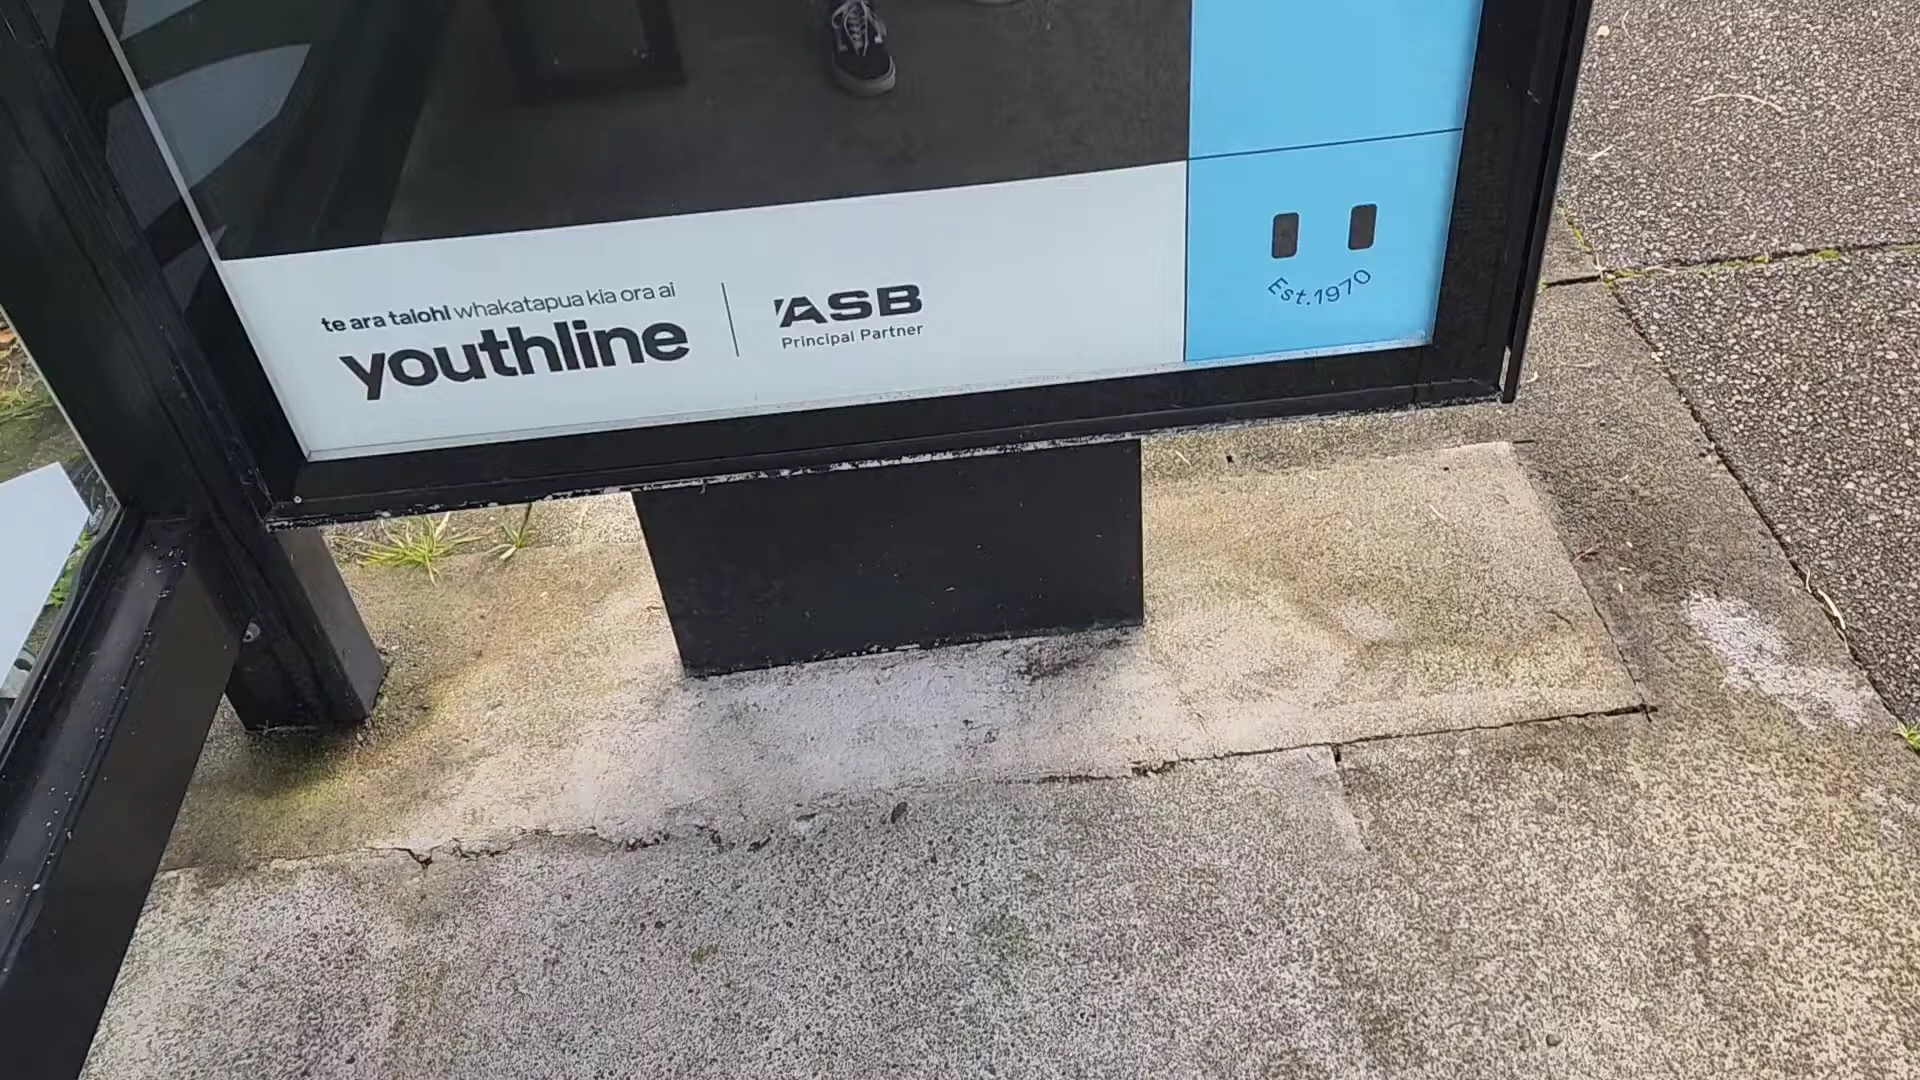 te ara taiohi whakatapua kia ora ai
youthline
ASB
Principal Partner
Est.1970